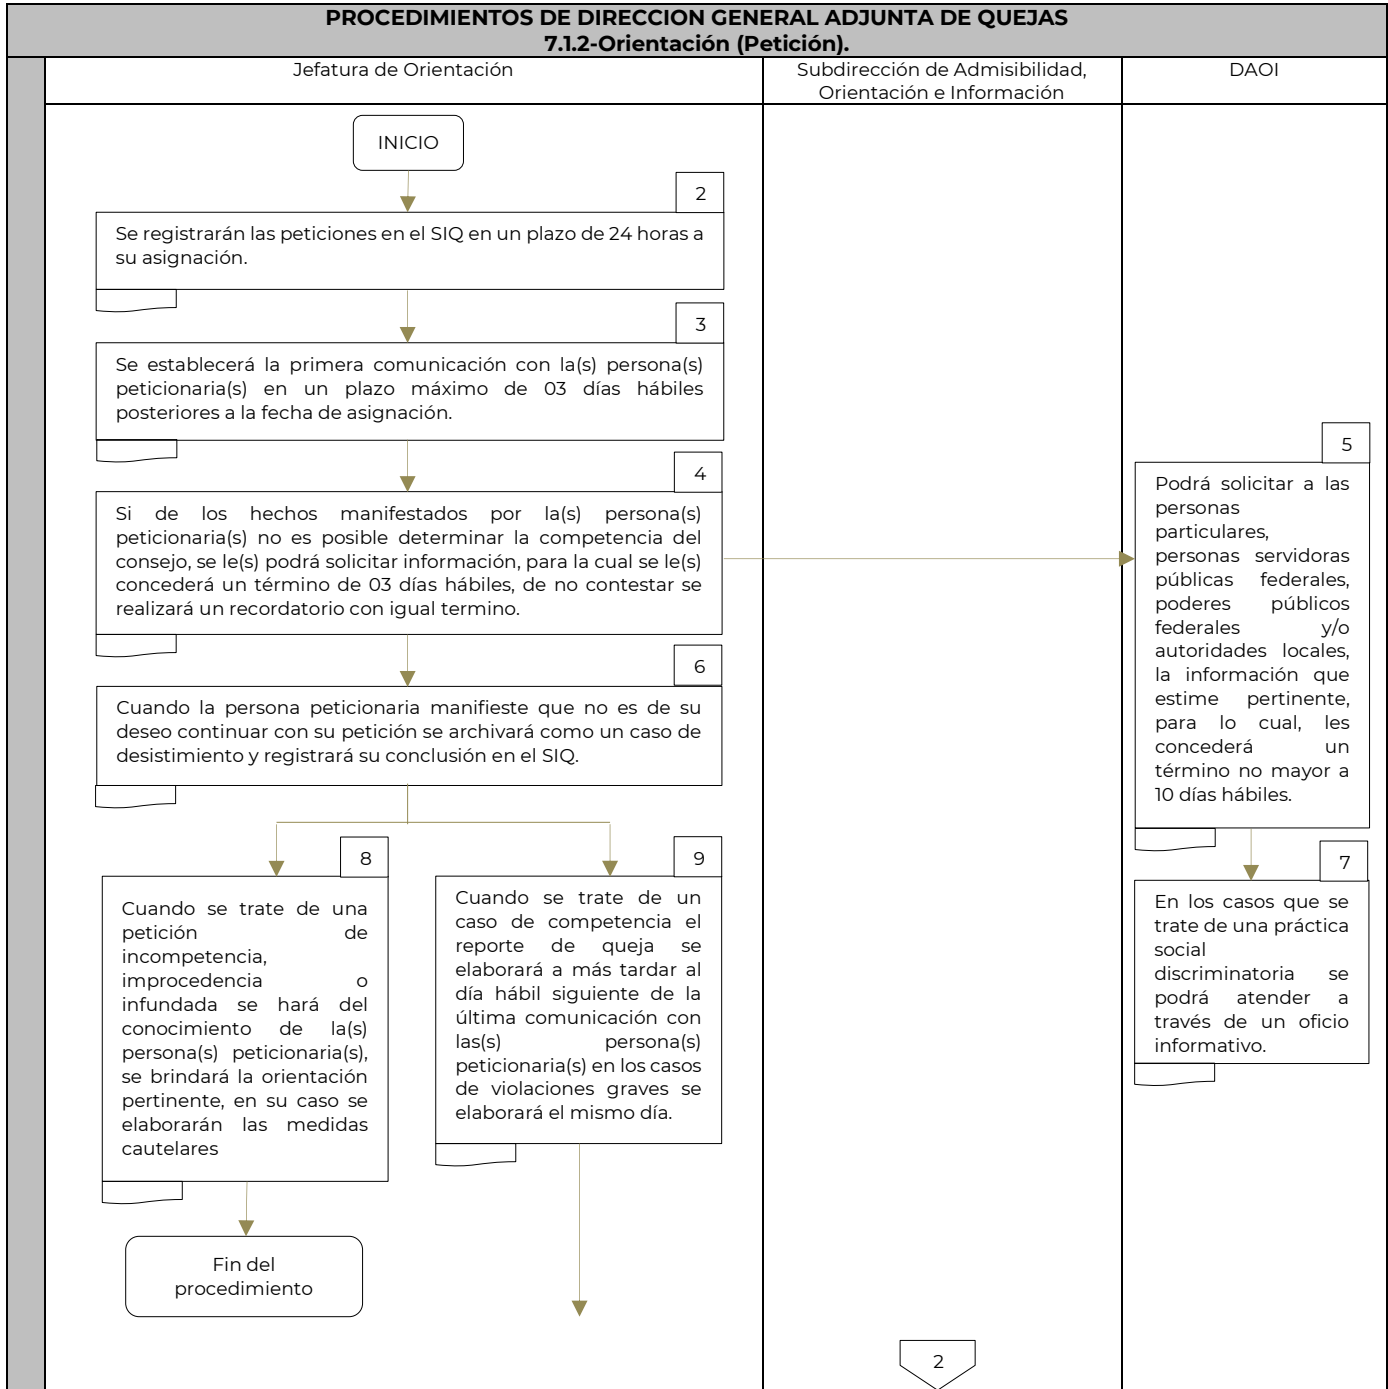 PROCEDIMIENTOS DE DIRECCION GENERAL ADJUNTA DE QUEJAS
7.1.2-Orientación (Petición).
Jefatura de Orientación
Subdirección de Admisibilidad,
Orientación e Información
DAOI
INICIO
2
Se registrarán las peticiones en el SIQ en un plazo de 24 horas a
su asignación.
3
Se establecerá la primera comunicación con la(s) persona(s)
peticionaria(s) en un plazo máximo de 03 días hábiles
posteriores a la fecha de asignación.
4
Si de los hechos manifestados por la(s) persona(s)
peticionaria(s) no es posible determinar la competencia del
consejo, se le(s) podrá solicitar información, para la cual se le(s)
concederá un término de 03 días hábiles, de no contestar se
realizará un recordatorio con igual termino.
5
Podrá solicitar a las
personas
particulares,
personas servidoras
públicas federales,
poderes públicos
federales y/o
autoridades locales,
la información que
estime pertinente,
para lo cual, les
concederá un
término no mayor a
10 días hábiles.
6
Cuando la persona peticionaria manifieste que no es de su
deseo continuar con su petición se archivará como un caso de
desistimiento y registrará su conclusión en el SIQ.
7
En los casos que se
trate de una práctica
social
discriminatoria se
podrá atender a
través de un oficio
informativo.
8
Cuando se trate de una
petición de
incompetencia,
improcedencia o
infundada se hará del
conocimiento de la(s)
persona(s) peticionaria(s),
se brindará la orientación
pertinente, en su caso se
elaborarán las medidas
cautelares
9
Cuando se trate de un
caso de competencia el
reporte de queja se
elaborará a más tardar al
día hábil siguiente de la
última comunicación con
las(s) persona(s)
peticionaria(s) en los casos
de violaciones graves se
elaborará el mismo día.
Fin del
procedimiento
2